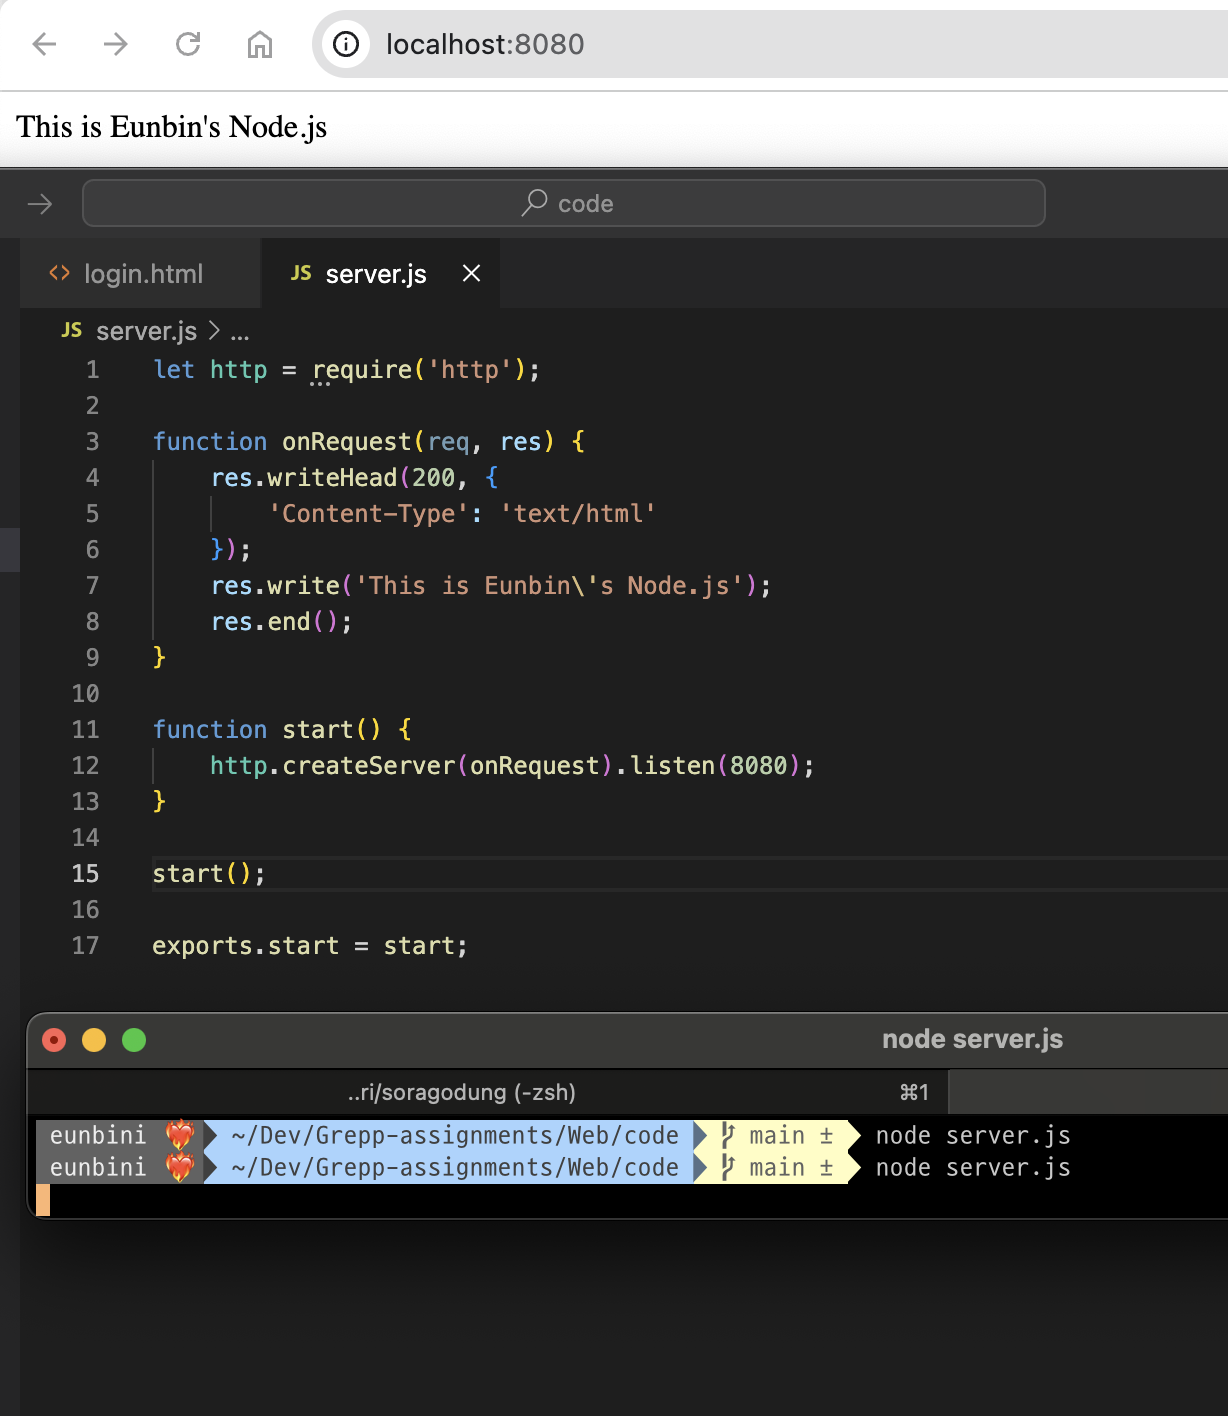 localhost:8080
This is Eunbin's Node.js
code
login.html
JS server.js
JS server.js > ...
1 let http = require('http');
2
3 function onRequest(req, res) {
4 res.writeHead(200, {
5 'Content-Type': 'text/html'
6 });
7 res.write('This is Eunbin\'s Node.js');
8 res.end();
9 }
10
11 function start() {
12 http.createServer(onRequest).listen(8080);
13 }
14
15 start();
16
17 exports.start = start;
node server.js
..ri/soragodung (-zsh) ⌘1
eunbini ❤️‍🔥 ~/Dev/Grepp-assignments/Web/code main ± node server.js
eunbini ❤️‍🔥 ~/Dev/Grepp-assignments/Web/code main ± node server.js